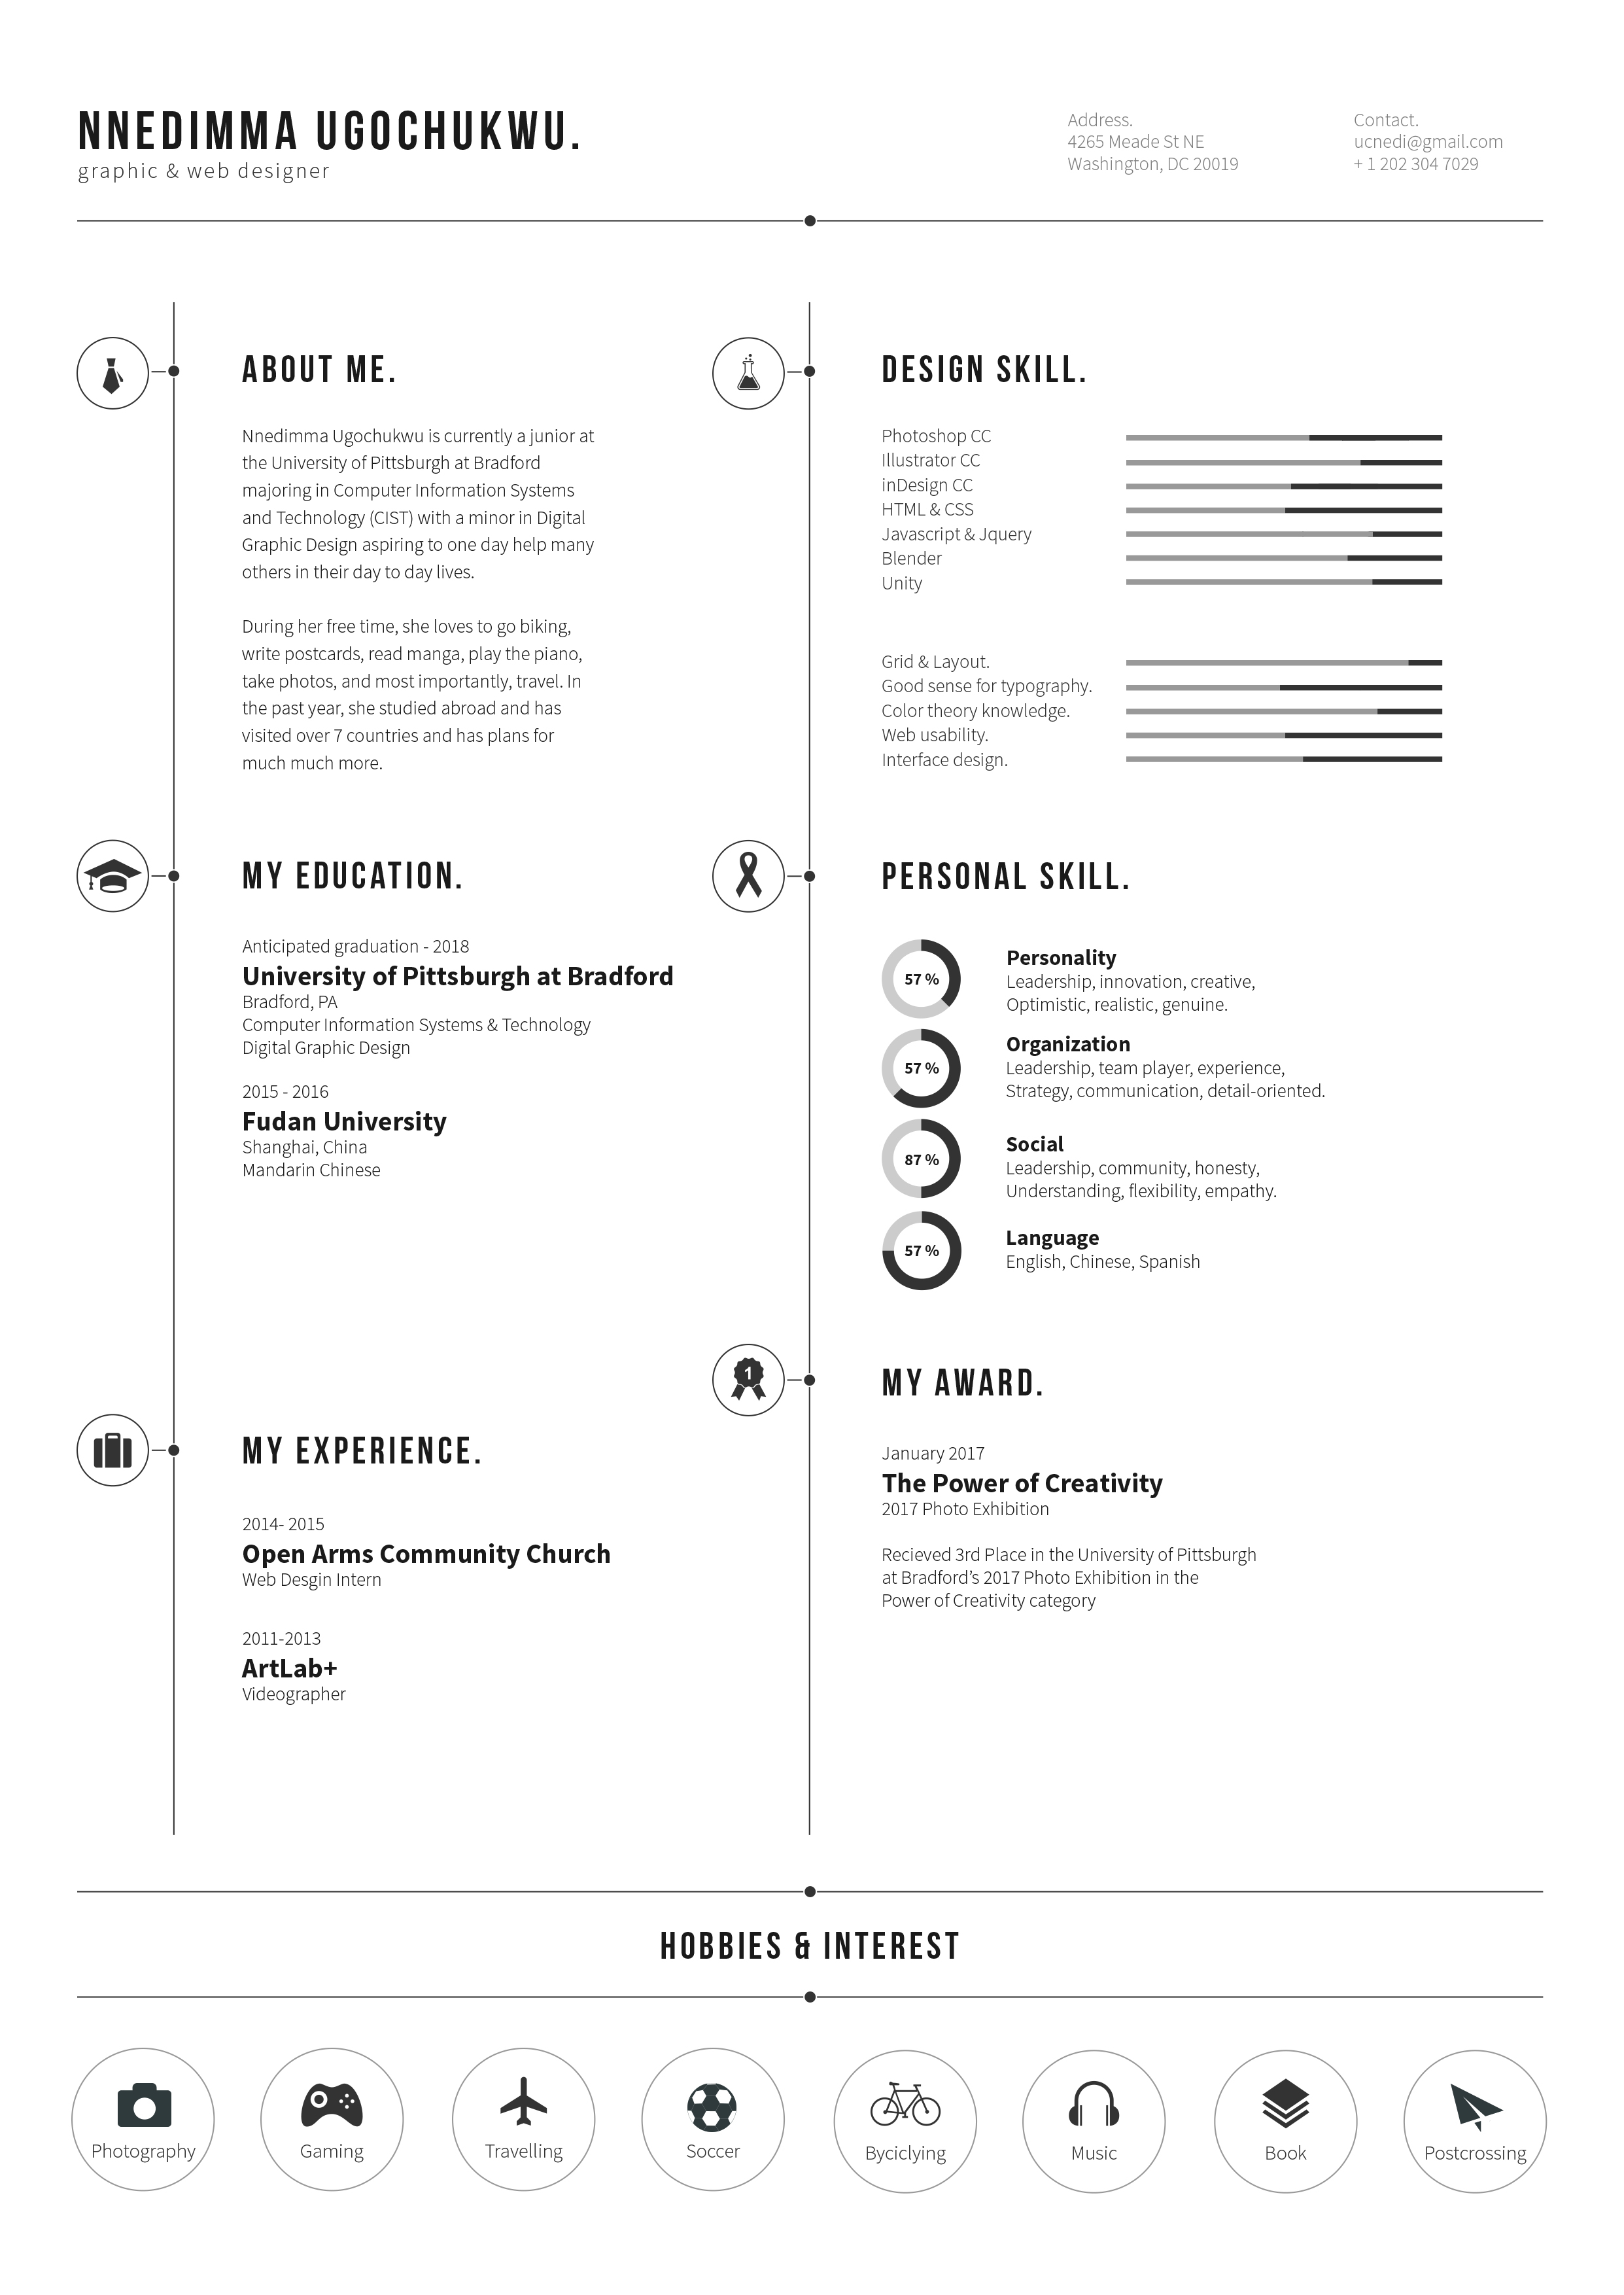 NNEDIMMA UGOCHUKWU.
graphic & web designer
Address.
4265 Meade St NE
Washington, DC 20019
Contact.
ucnedi@gmail.com
+ 1 202 304 7029
ABOUT ME.
Nnedimma Ugochukwu is currently a junior at
the University of Pittsburgh at Bradford
majoring in Computer Information Systems
and Technology (CIST) with a minor in Digital
Graphic Design aspiring to one day help many
others in their day to day lives.
During her free time, she loves to go biking,
write postcards, read manga, play the piano,
take photos, and most importantly, travel. In
the past year, she studied abroad and has
visited over 7 countries and has plans for
much much more.
MY EDUCATION.
Anticipated graduation - 2018
University of Pittsburgh at Bradford
Bradford, PA
Computer Information Systems & Technology
Digital Graphic Design
2015 - 2016
Fudan University
Shanghai, China
Mandarin Chinese
MY EXPERIENCE.
2014- 2015
Open Arms Community Church
Web Desgin Intern
2011-2013
ArtLab+
Videographer
DESIGN SKILL.
Photoshop CC
Illustrator CC
inDesign CC
HTML & CSS
Javascript & Jquery
Blender
Unity
Grid & Layout.
Good sense for typography.
Color theory knowledge.
Web usability.
Interface design.
PERSONAL SKILL.
57 %
Personality
Leadership, innovation, creative,
Optimistic, realistic, genuine.
57 %
Organization
Leadership, team player, experience,
Strategy, communication, detail-oriented.
87 %
Social
Leadership, community, honesty,
Understanding, flexibility, empathy.
57 %
Language
English, Chinese, Spanish
1
MY AWARD.
January 2017
The Power of Creativity
2017 Photo Exhibition
Recieved 3rd Place in the University of Pittsburgh
at Bradford’s 2017 Photo Exhibition in the
Power of Creativity category
HOBBIES & INTEREST
Photography
Gaming
Travelling
Soccer
Byciclying
Music
Book
Postcrossing